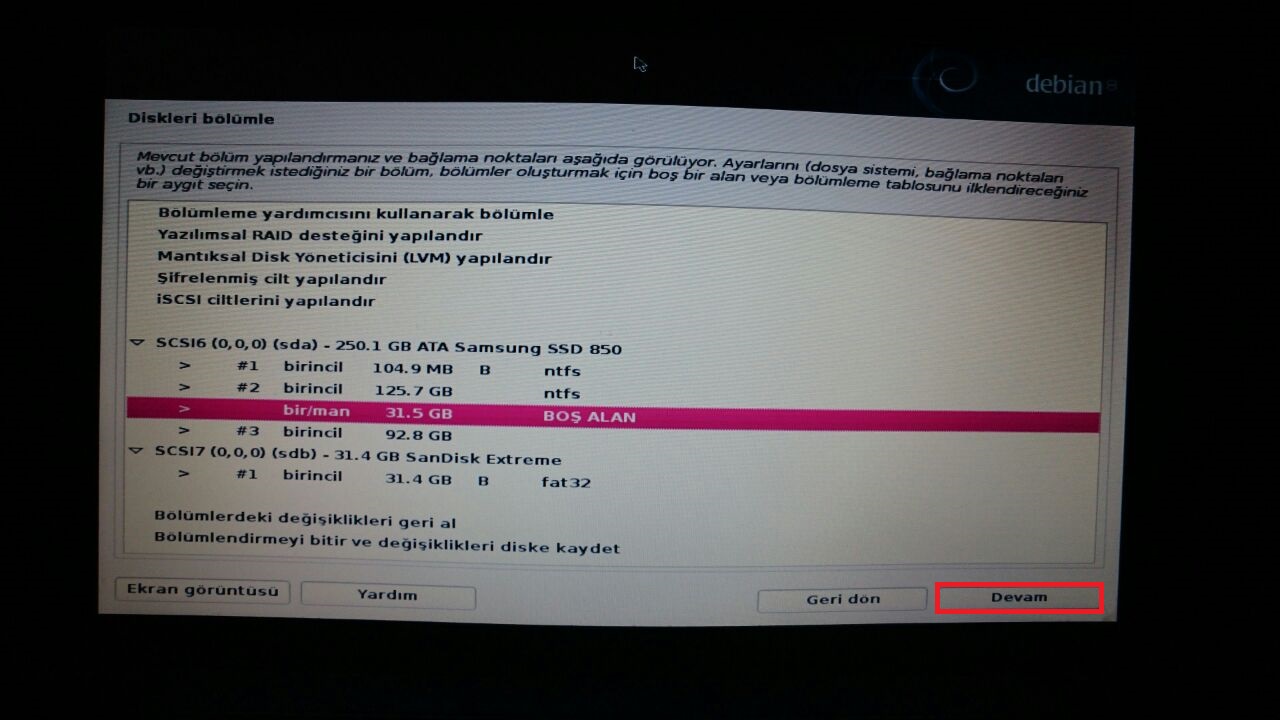 debian 8
Diskleri bölümle
Mevcut bölüm yapılandırmanız ve bağlama noktaları aşağıda görülüyor. Ayarlarını (dosya sistemi, bağlama noktaları
vb.) değiştirmek istediğiniz bir bölüm, bölümler oluşturmak için boş bir alan veya bölümleme tablosunu ilklendireceğiniz
bir aygıt seçin.
Bölümleme yardımcısını kullanarak bölümle
Yazılımsal RAID desteğini yapılandır
Mantıksal Disk Yöneticisini (LVM) yapılandır
Şifrelenmiş cilt yapılandır
iSCSI ciltlerini yapılandır
SCSI6 (0,0,0) (sda) - 250.1 GB ATA Samsung SSD 850
> #1 birincil 104.9 MB B ntfs
> #2 birincil 125.7 GB ntfs
> bir/man 31.5 GB BOŞ ALAN
> #3 birincil 92.8 GB
SCSI7 (0,0,0) (sdb) - 31.4 GB SanDisk Extreme
> #1 birincil 31.4 GB B fat32
Bölümlerdeki değişiklikleri geri al
Bölümlendirmeyi bitir ve değişiklikleri diske kaydet
Ekran görüntüsü Yardım Geri dön Devam